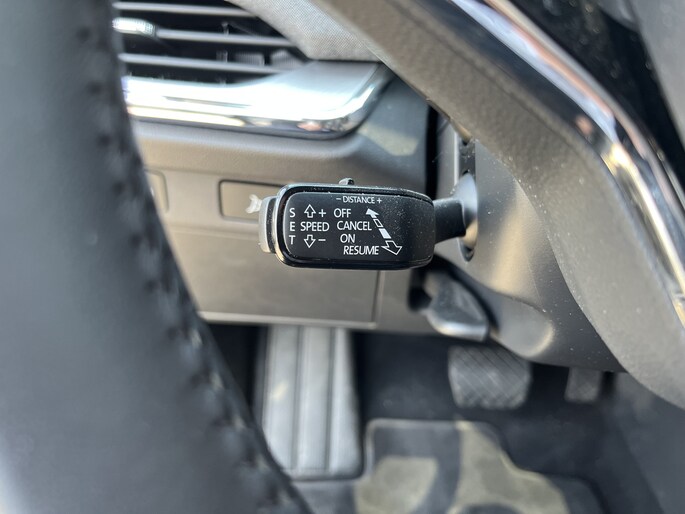 - DISTANCE +
S + OFF
E SPEED CANCEL
T - ON
RESUME